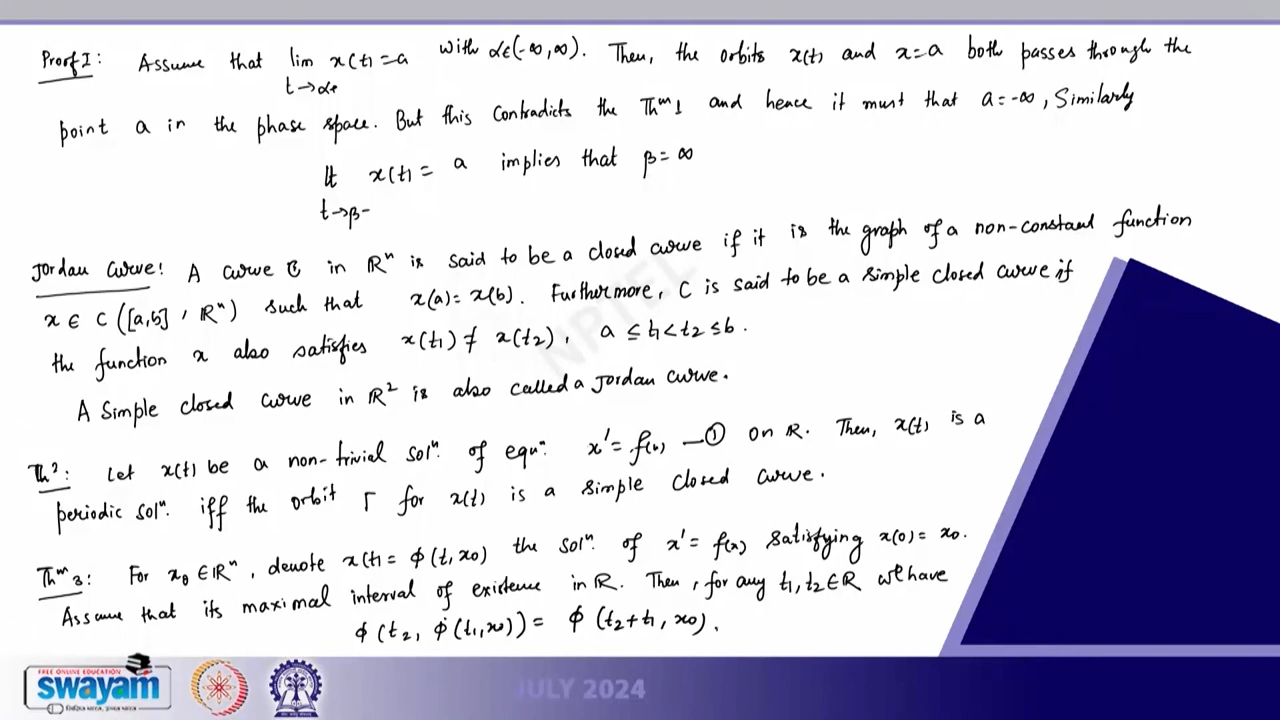 Proof I: Assume that lim x(t) = a with α∈(-∞,∞). Then, the orbits x(t) and x=a both passes through the
t→α+
point a in the phase space. But this contradicts the Thm 1 and hence it must that a=-∞, Similarly
lt x(t) = a implies that β=∞
t→β-
Jordan Curve: A curve C in ℝⁿ is said to be a closed curve if it is the graph of a non-constant function
x ∈ C([a,b], ℝⁿ) such that x(a)=x(b). Furthermore, C is said to be a simple closed curve if
the function x also satisfies x(t1) ≠ x(t2), a ≤ t1 < t2 ≤ b.
A Simple closed curve in ℝ² is also called a Jordan curve.
Th 2: Let x(t) be a non-trivial solⁿ. of equⁿ. x' = f(x) —① on ℝ. Then, x(t) is a
periodic solⁿ. iff the orbit Γ for x(t) is a simple closed curve.
Thm 3: For x0 ∈ ℝⁿ, denote x(t) = ϕ(t, x0) the solⁿ. of x' = f(x) satisfying x(0) = x0.
Assume that its maximal interval of existence in ℝ. Then, for any t1, t2 ∈ ℝ we have
ϕ(t2, ϕ(t1, x0)) = ϕ(t2+t1, x0).
NPTEL
FREE ONLINE EDUCATION
swayam
JULY 2024